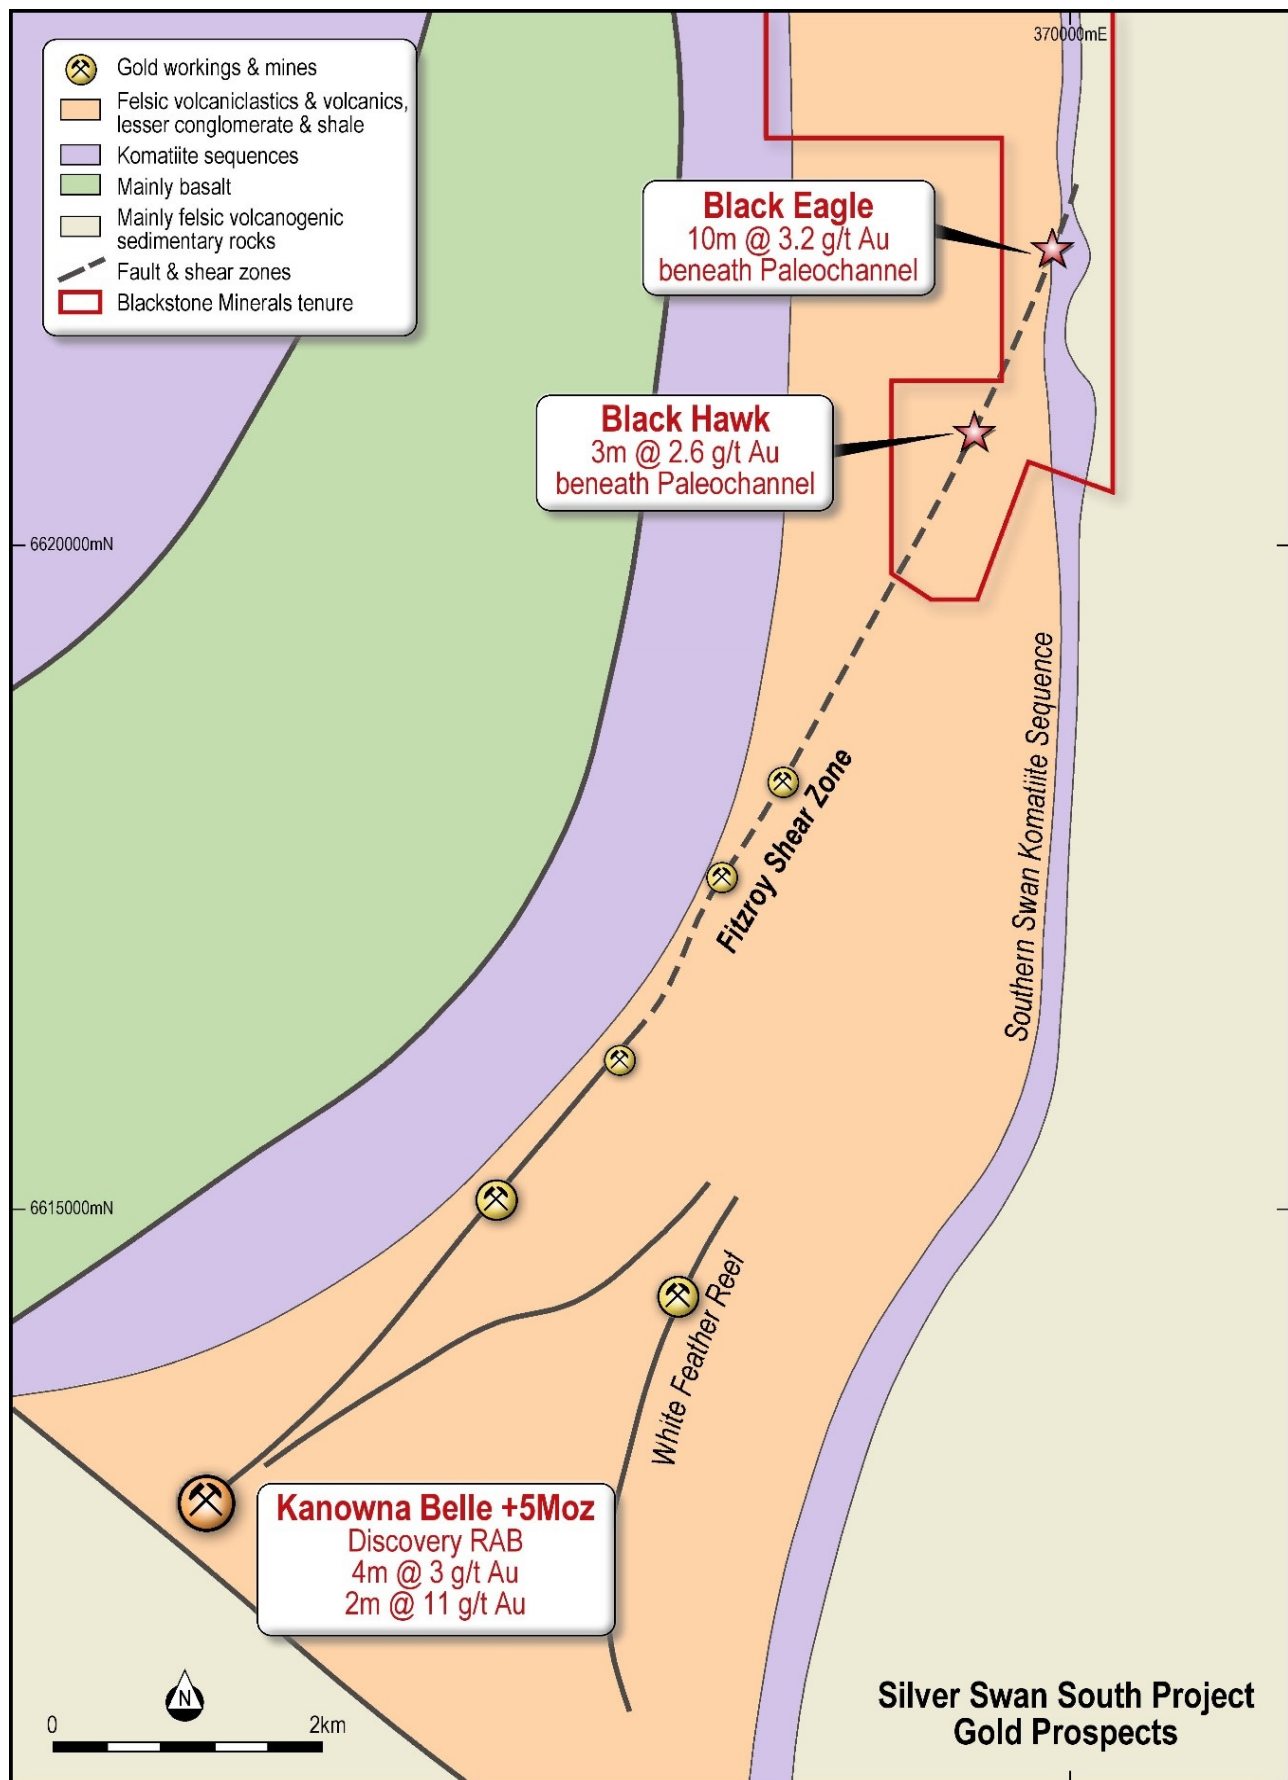 370000mE
Gold workings & mines
Felsic volcaniclastics & volcanics,
lesser conglomerate & shale
Komatiite sequences
Mainly basalt
Mainly felsic volcanogenic
sedimentary rocks
Fault & shear zones
Blackstone Minerals tenure
Black Eagle
10m @ 3.2 g/t Au
beneath Paleochannel
Black Hawk
3m @ 2.6 g/t Au
beneath Paleochannel
6620000mN
Southern Swan Komatiite Sequence
Fitzroy Shear Zone
6615000mN
White Feather Reef
Kanowna Belle +5Moz
Discovery RAB
4m @ 3 g/t Au
2m @ 11 g/t Au
N
0 2km
Silver Swan South Project
Gold Prospects